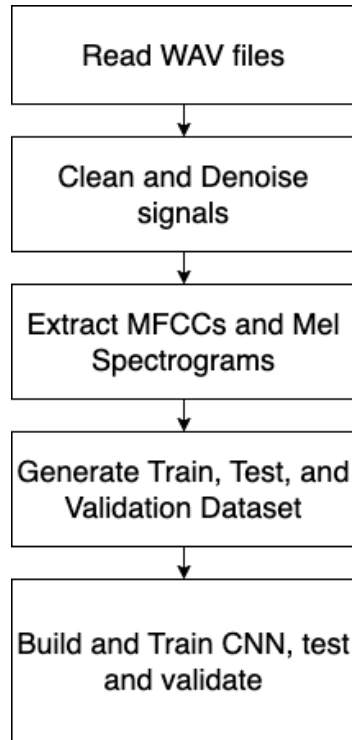 Read WAV files
Clean and Denoise
signals
Extract MFCCs and Mel
Spectrograms
Generate Train, Test, and
Validation Dataset
Build and Train CNN, test
and validate